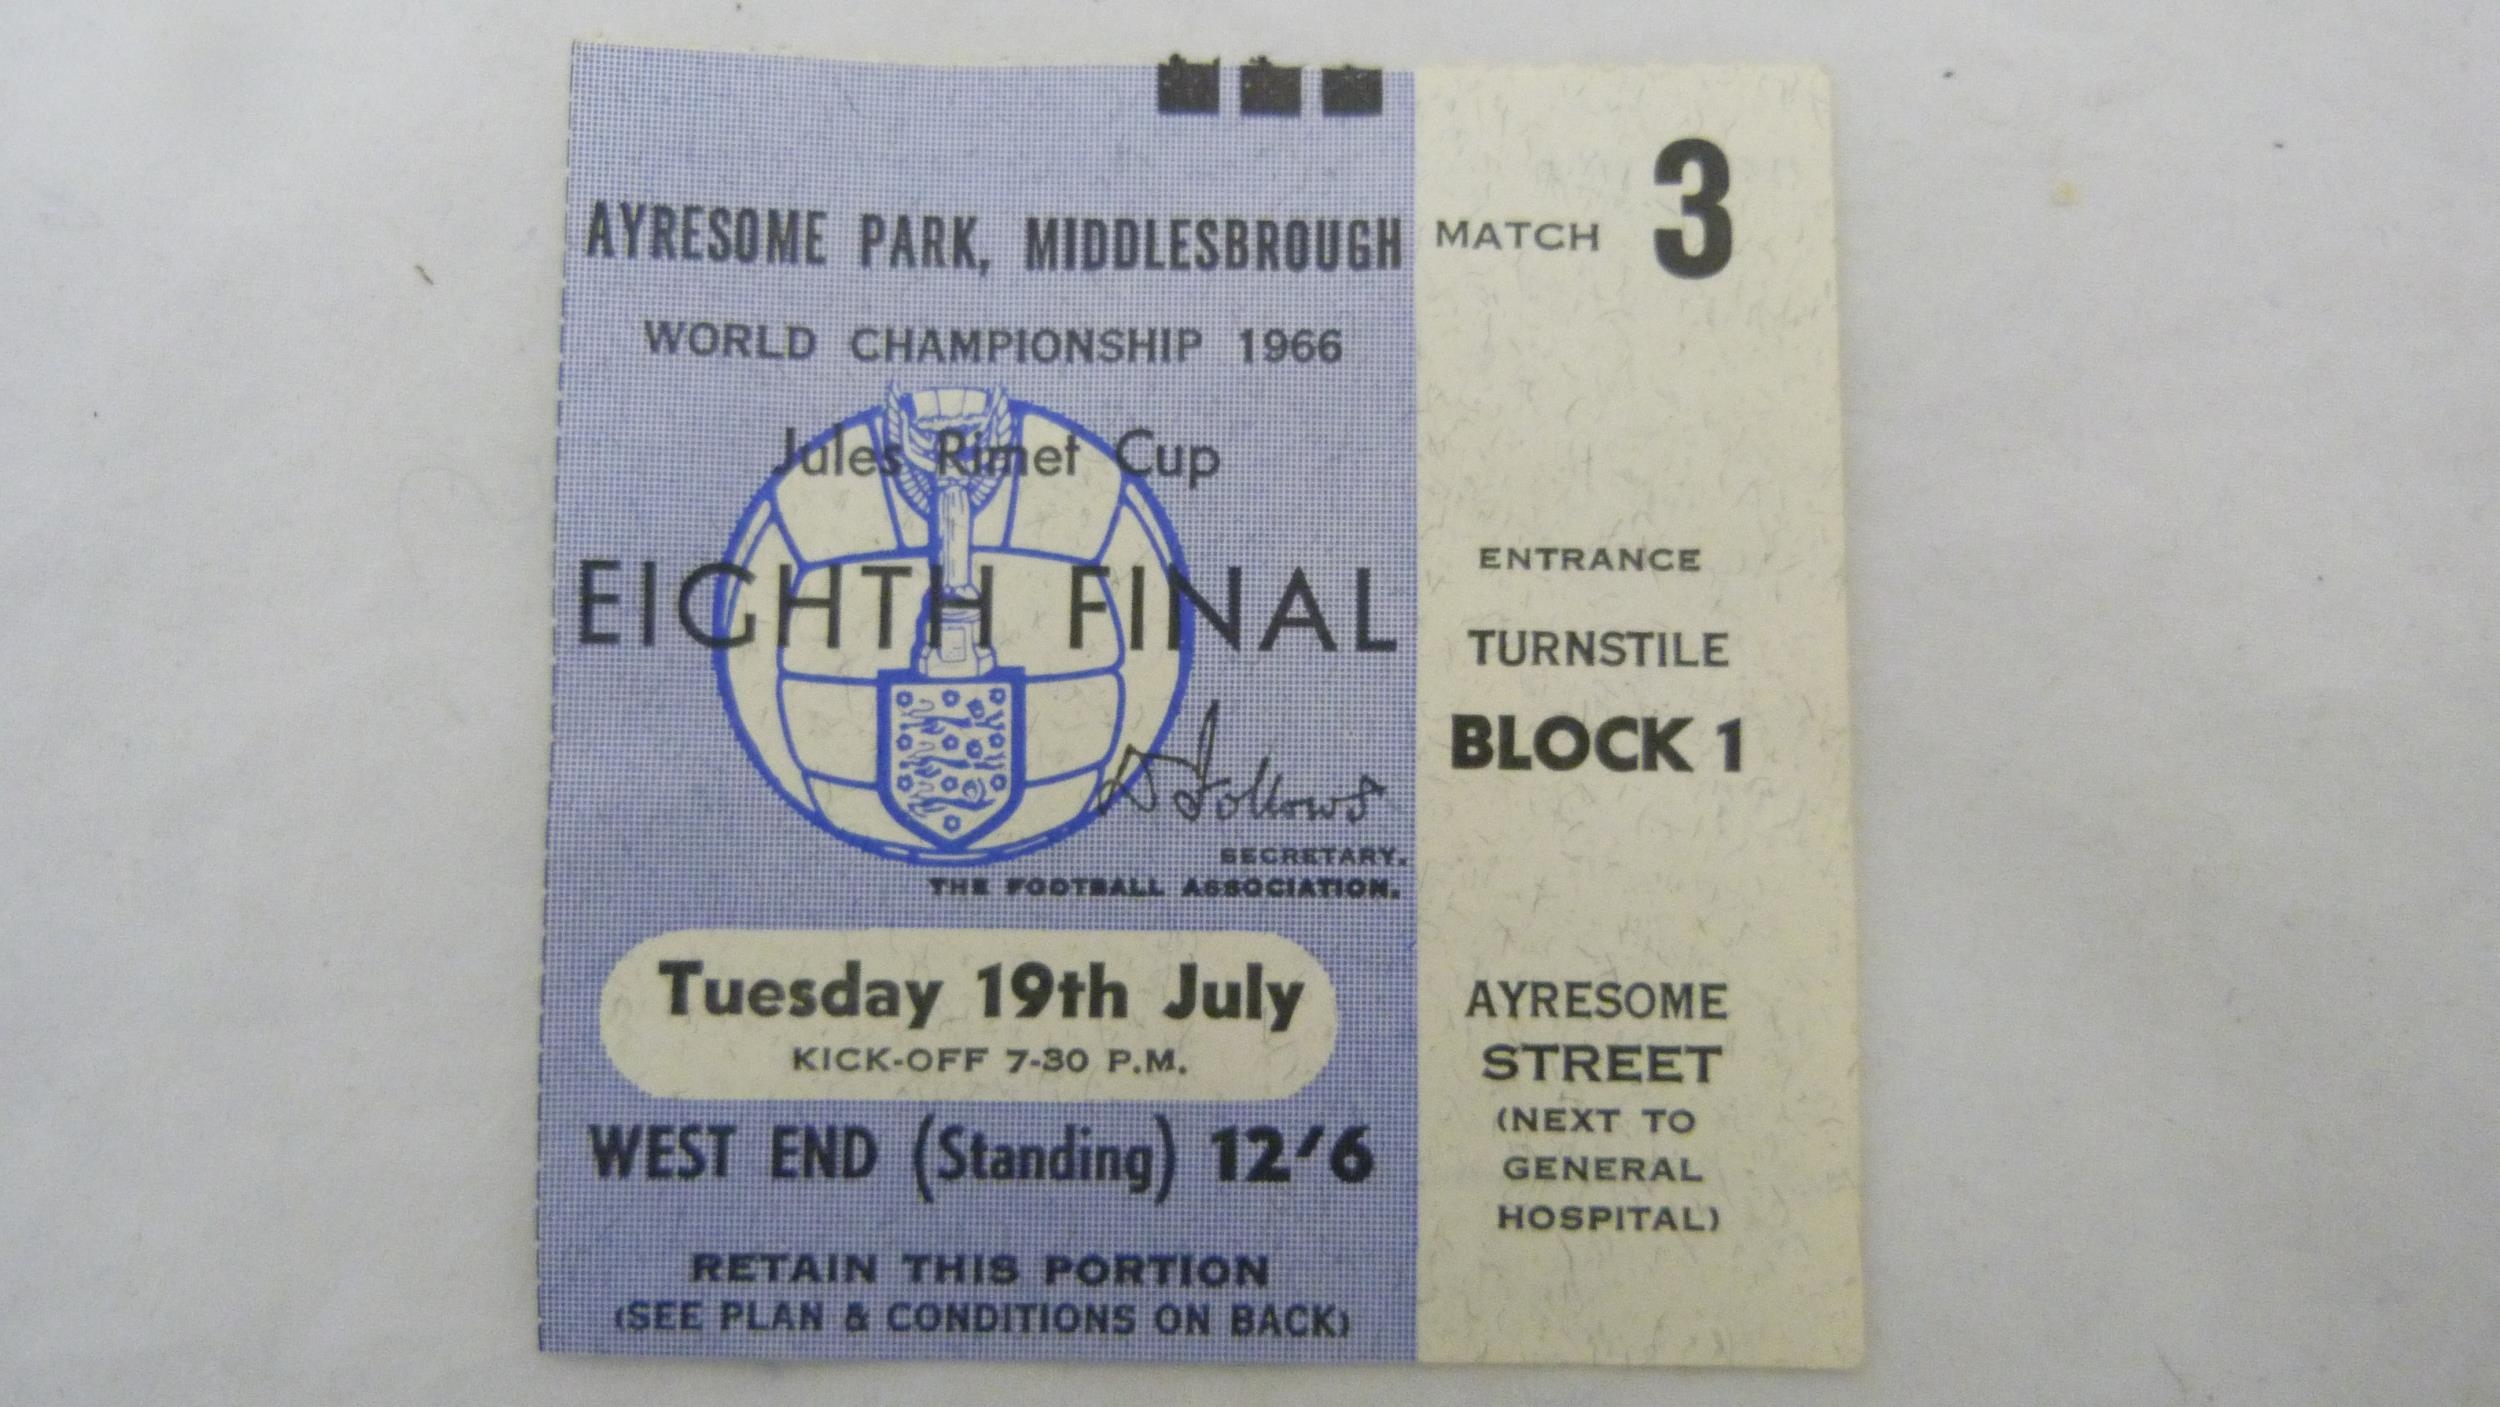 AYRESOME PARK, MIDDLESBROUGH
WORLD CHAMPIONSHIP 1966
Jules Rimet Cup
EIGHTH FINAL
D Follows
SECRETARY.
THE FOOTBALL ASSOCIATION.
Tuesday 19th July
KICK-OFF 7-30 P.M.
WEST END (Standing) 12'6
RETAIN THIS PORTION
(SEE PLAN & CONDITIONS ON BACK)
MATCH 3
ENTRANCE
TURNSTILE
BLOCK 1
AYRESOME
STREET
(NEXT TO
GENERAL
HOSPITAL)